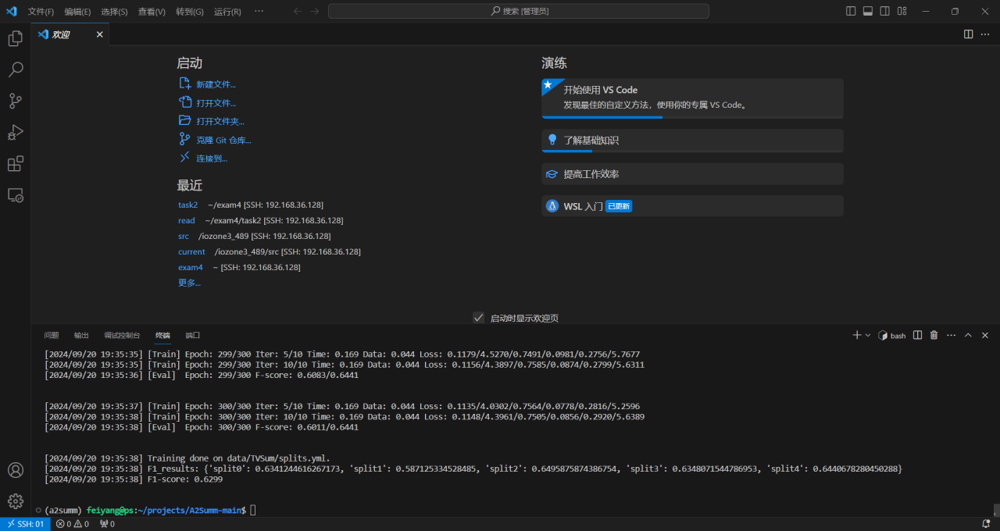 文件(F) 编辑(E) 选择(S) 查看(V) 转到(G) 运行(R) ··· 搜索 [管理员]
欢迎
启动
新建文件...
打开文件...
打开文件夹...
克隆 Git 仓库...
连接到...
最近
task2 ~/exam4 [SSH: 192.168.36.128]
read ~/exam4/task2 [SSH: 192.168.36.128]
src /iozone3_489 [SSH: 192.168.36.128]
current /iozone3_489/src [SSH: 192.168.36.128]
exam4 ~ [SSH: 192.168.36.128]
更多...
演练
开始使用 VS Code
发现最佳的自定义方法，使用你的专属 VS Code。
了解基础知识
提高工作效率
WSL 入门 已更新
启动时显示欢迎页
问题 输出 调试控制台 终端 端口 bash
[2024/09/20 19:35:35] [Train] Epoch: 299/300 Iter: 5/10 Time: 0.169 Data: 0.044 Loss: 0.1179/4.5270/0.7491/0.0981/0.2756/5.7677
[2024/09/20 19:35:35] [Train] Epoch: 299/300 Iter: 10/10 Time: 0.169 Data: 0.044 Loss: 0.1156/4.3897/0.7585/0.0874/0.2799/5.6311
[2024/09/20 19:35:36] [Eval]  Epoch: 299/300 F-score: 0.6083/0.6441
[2024/09/20 19:35:37] [Train] Epoch: 300/300 Iter: 5/10 Time: 0.169 Data: 0.044 Loss: 0.1135/4.0302/0.7564/0.0778/0.2816/5.2596
[2024/09/20 19:35:38] [Train] Epoch: 300/300 Iter: 10/10 Time: 0.169 Data: 0.044 Loss: 0.1148/4.3961/0.7505/0.0856/0.2920/5.6389
[2024/09/20 19:35:38] [Eval]  Epoch: 300/300 F-score: 0.6011/0.6441
[2024/09/20 19:35:38] Training done on data/TVSum/splits.yml.
[2024/09/20 19:35:38] F1_results: {'split0': 0.6341244616267173, 'split1': 0.587125334528485, 'split2': 0.6495875874386754, 'split3': 0.6348071544786953, 'split4': 0.6440678280450288}
[2024/09/20 19:35:38] F1-score: 0.6299
(a2summ) feiyang@ps:~/projects/A2Summ-main$
SSH: 01 0 0 0